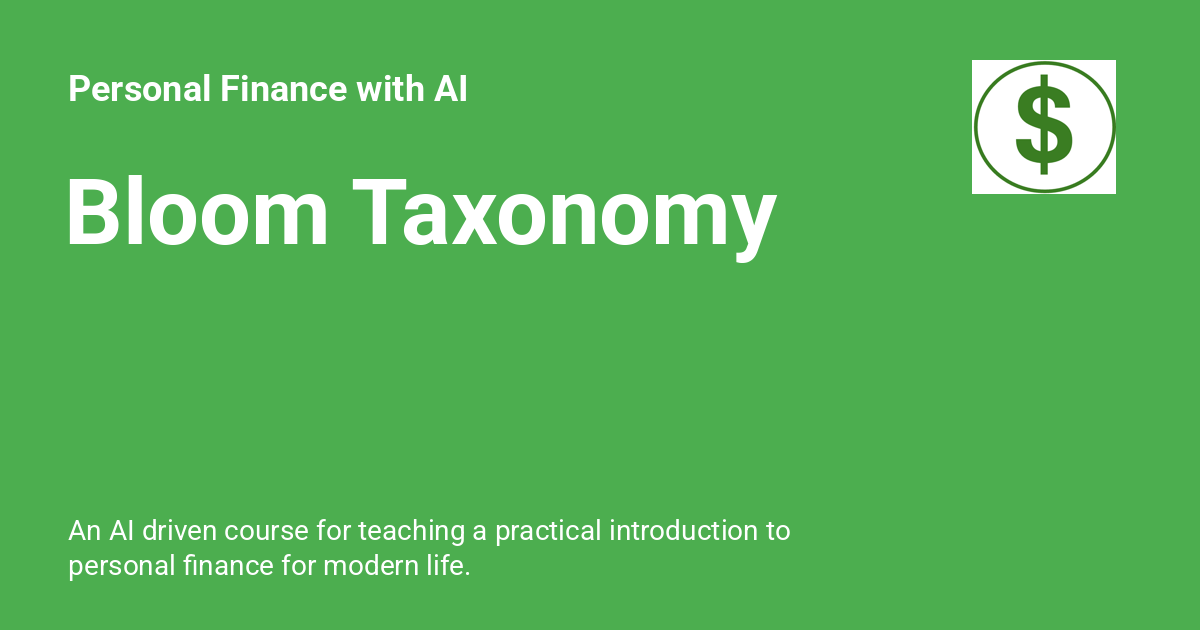 Personal Finance with AI
$
Bloom Taxonomy
An AI driven course for teaching a practical introduction to
personal finance for modern life.